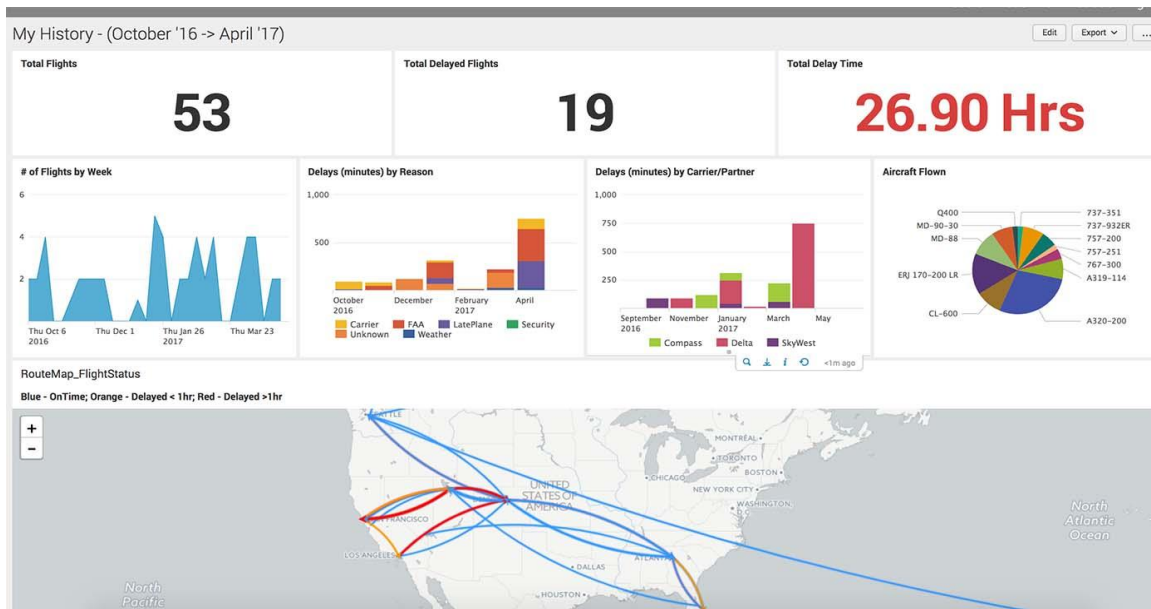 My History - (October '16 -> April '17)
Edit
Export
...
Total Flights
Total Delayed Flights
Total Delay Time
53
19
26.90 Hrs
# of Flights by Week
6
4
2
Thu Oct 6
2016
Thu Dec 1
Thu Jan 26
2017
Thu Mar 23
Delays (minutes) by Reason
1,000
500
October
2016
December
February
2017
April
Carrier
FAA
LatePlane
Security
Unknown
Weather
Delays (minutes) by Carrier/Partner
1,000
750
500
250
September
2016
November
January
2017
March
May
Compass
Delta
SkyWest
<1m ago
Aircraft Flown
Q400
MD-90-30
MD-88
ERJ 170-200 LR
CL-600
737-351
737-932ER
757-200
757-251
767-300
A319-114
A320-200
RouteMap_FlightStatus
Blue - OnTime; Orange - Delayed < 1hr; Red - Delayed >1hr
+
−
MONTRÉAL
TORONTO
BOSTON
CHICAGO
NEW YORK CITY
UNITED
STATES OF
AMERICA
WASHINGTON,
North
Atlantic
Ocean
LOS ANGELES
ATLANTA
DALLAS
HOUSTON
North
Pacific